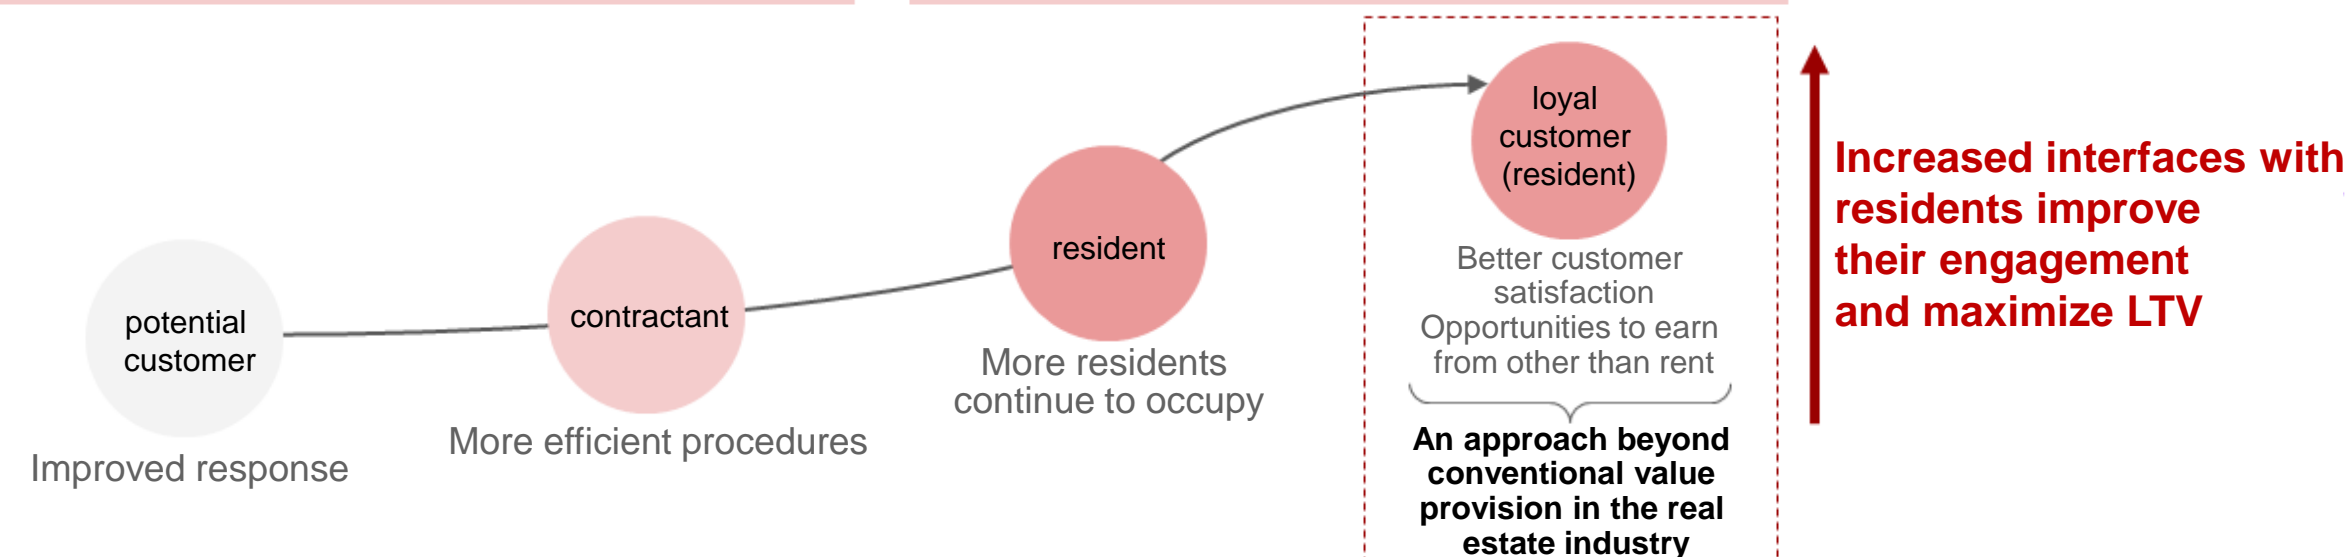 potential
customer
Improved response
contractant
More efficient procedures
resident
More residents
continue to occupy
loyal
customer
(resident)
Better customer
satisfaction
Opportunities to earn
from other than rent
An approach beyond
conventional value
provision in the real
estate industry
Increased interfaces with
residents improve
their engagement
and maximize LTV